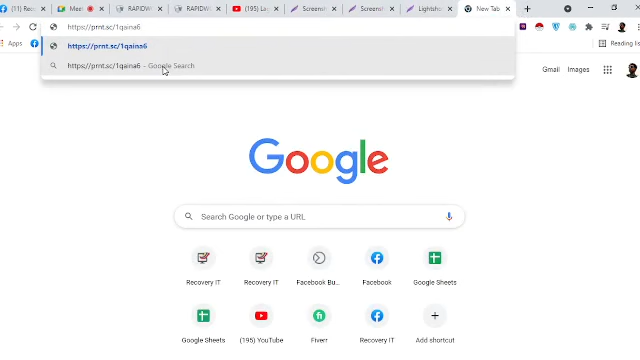 (1) Reco
Meet
RAPIDW
RAPIDW
(195) La
Screensh
Screensh
Lightsho
New Tab
https://prnt.sc/1qaina6
https://prnt.sc/1qaina6
https://prnt.sc/1qaina6 - Google Search
Apps
Reading list
Gmail Images
Google
Search Google or type a URL
Recovery IT
Recovery IT
Facebook Bu...
Facebook
Google Sheets
Google Sheets
(195) YouTube
Fiverr
Recovery IT
Add shortcut